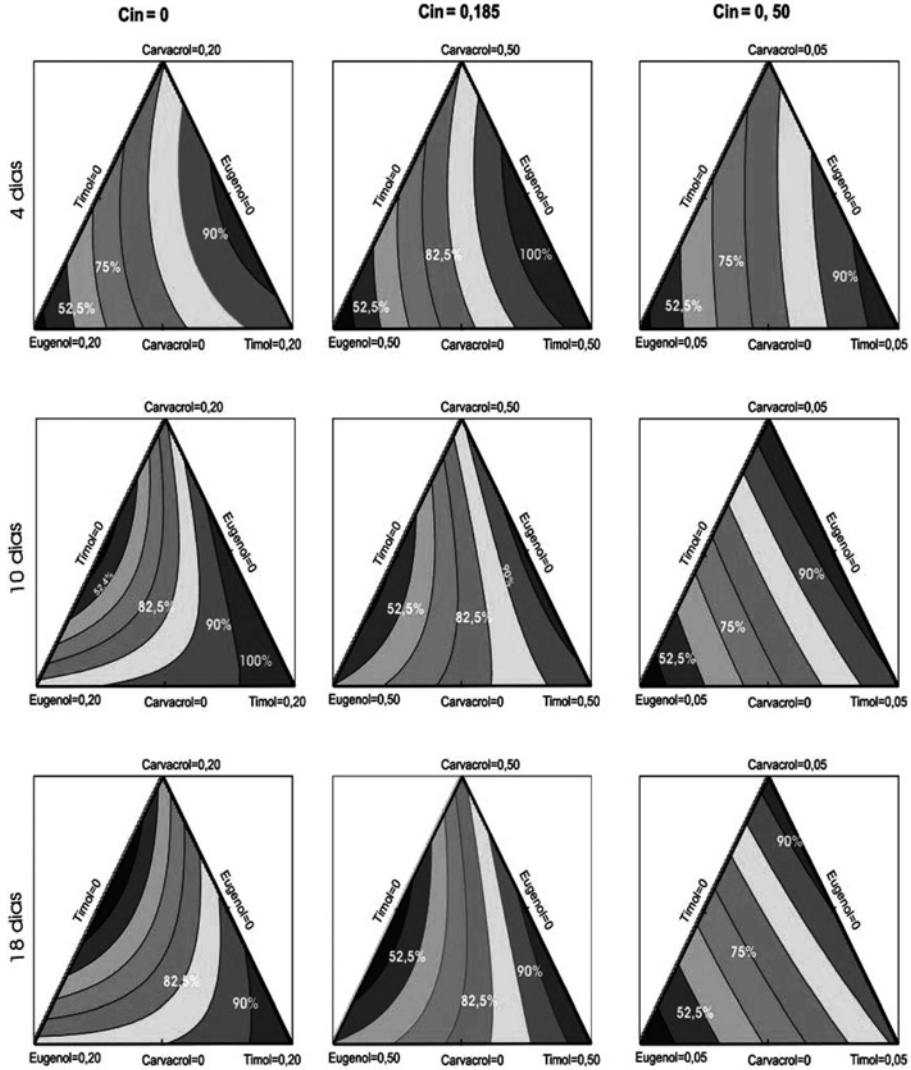 Cin = 0 Cin = 0,185 Cin = 0, 50
4 dias
Carvacrol=0,20
Timol=0
Eugenol=0
90%
75%
52,5%
Eugenol=0,20 Carvacrol=0 Timol=0,20
Carvacrol=0,50
Timol=0
Eugenol=0
82,5%
100%
52,5%
Eugenol=0,50 Carvacrol=0 Timol=0,50
Carvacrol=0,05
Timol=0
Eugenol=0
75%
90%
52,5%
Eugenol=0,05 Carvacrol=0 Timol=0,05
10 dias
Carvacrol=0,20
Timol=0
Eugenol=0
82,5%
90%
100%
Eugenol=0,20 Carvacrol=0 Timol=0,20
Carvacrol=0,50
Timol=0
Eugenol=0
90%
52,5%
82,5%
Eugenol=0,50 Carvacrol=0 Timol=0,50
Carvacrol=0,05
Timol=0
Eugenol=0
90%
75%
52,5%
Eugenol=0,05 Carvacrol=0 Timol=0,05
18 dias
Carvacrol=0,20
Timol=0
Eugenol=0
82,5%
90%
Eugenol=0,20 Carvacrol=0 Timol=0,20
Carvacrol=0,50
Timol=0
Eugenol=0
52,5%
90%
82,5%
Eugenol=0,50 Carvacrol=0 Timol=0,50
Carvacrol=0,05
90%
Timol=0
Eugenol=0
75%
52,5%
Eugenol=0,05 Carvacrol=0 Timol=0,05